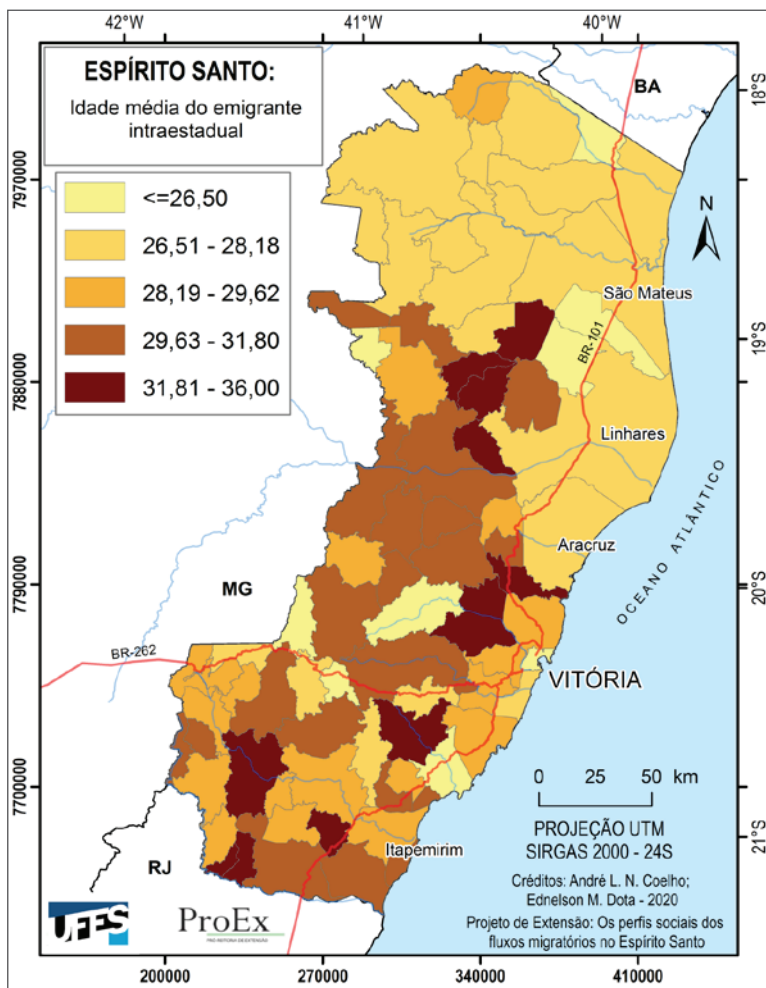 42°W
41°W
40°W
ESPÍRITO SANTO:
Idade média do emigrante
intraestadual
<=26,50
26,51 - 28,18
28,19 - 29,62
29,63 - 31,80
31,81 - 36,00
BA
18°S
N
7970000
São Mateus
BR-101
19°S
7880000
Linhares
OCEANO ATLÂNTICO
Aracruz
20°S
7790000
MG
BR-262
VITÓRIA
0 25 50 km
7700000
PROJEÇÃO UTM
SIRGAS 2000 - 24S
21°S
Itapemirim
RJ
Créditos: André L. N. Coelho;
Ednelson M. Dota - 2020
Projeto de Extensão: Os perfis sociais dos
fluxos migratórios no Espírito Santo
UFES
ProEx
PRÓ-REITORIA DE EXTENSÃO
200000
270000
340000
410000